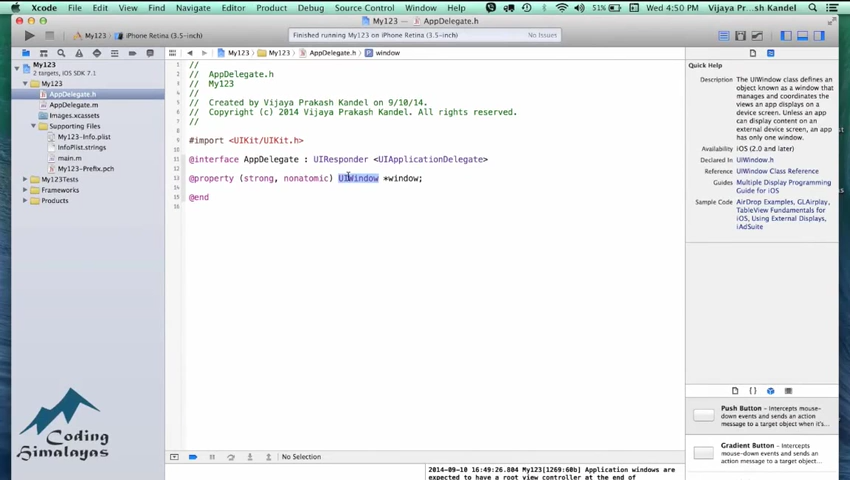 Xcode File Edit View Find Navigate Editor Product Debug Source Control Window Help 51% Wed 4:50 PM Vijaya Pr...sh Kandel
My123 — AppDelegate.h
My123 iPhone Retina (3.5-inch)
Finished running My123 on iPhone Retina (3.5-inch)
No Issues
My123
2 targets, iOS SDK 7.1
My123
AppDelegate.h
AppDelegate.m
Images.xcassets
Supporting Files
My123-Info.plist
InfoPlist.strings
main.m
My123-Prefix.pch
My123Tests
Frameworks
Products
My123 My123 AppDelegate.h window
1 //
2 // AppDelegate.h
3 // My123
4 //
5 // Created by Vijaya Prakash Kandel on 9/10/14.
6 // Copyright (c) 2014 Vijaya Prakash Kandel. All rights reserved.
7 //
8
9 #import <UIKit/UIKit.h>
10
11 @interface AppDelegate : UIResponder <UIApplicationDelegate>
12
13 @property (strong, nonatomic) UIWindow *window;
14
15 @end
16
Quick Help
Description The UIWindow class defines an
object known as a window that
manages and coordinates the
views an app displays on a
device screen. Unless an
app can display content on
an external device screen, an
app has only one window.
Availability iOS (2.0 and later)
Declared In UIWindow.h
Reference UIWindow Class Reference
Guides Multiple Display Programming
Guide for iOS
Sample Code AirDrop Examples, GLAirplay,
TableView Fundamentals for
iOS, Using External Displays,
iAdSuite
{ }
Push Button – Intercepts mouse-
down events and sends an action
message to a target object when it's...
Gradient Button – Intercepts
mouse-down events and sends an
action message to a target object...
No Selection
2014-09-10 16:49:26.804 My123[1269:60b] Application windows are
expected to have a root view controller at the end of
Coding
Himalayas